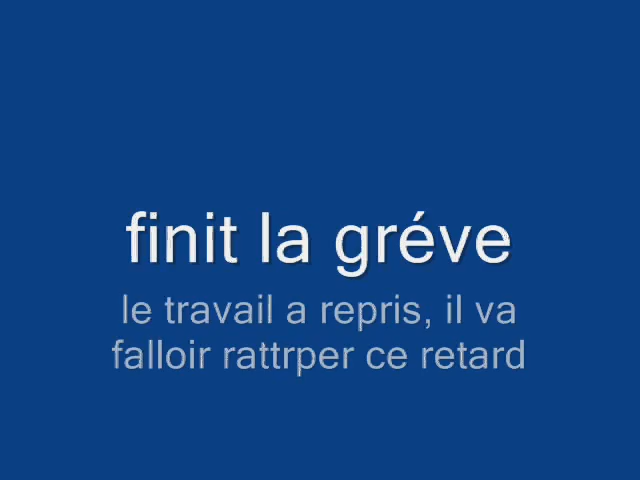 finit la gréve
le travail a repris, il va
falloir rattrper ce retard